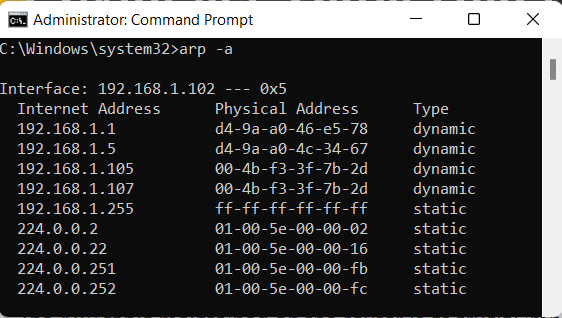 Administrator: Command Prompt
C:\Windows\system32>arp -a
Interface: 192.168.1.102 --- 0x5
Internet Address Physical Address Type
192.168.1.1 d4-9a-a0-46-e5-78 dynamic
192.168.1.5 d4-9a-a0-4c-34-67 dynamic
192.168.1.105 00-4b-f3-3f-7b-2d dynamic
192.168.1.107 00-4b-f3-3f-7b-2d dynamic
192.168.1.255 ff-ff-ff-ff-ff-ff static
224.0.0.2 01-00-5e-00-00-02 static
224.0.0.22 01-00-5e-00-00-16 static
224.0.0.251 01-00-5e-00-00-fb static
224.0.0.252 01-00-5e-00-00-fc static